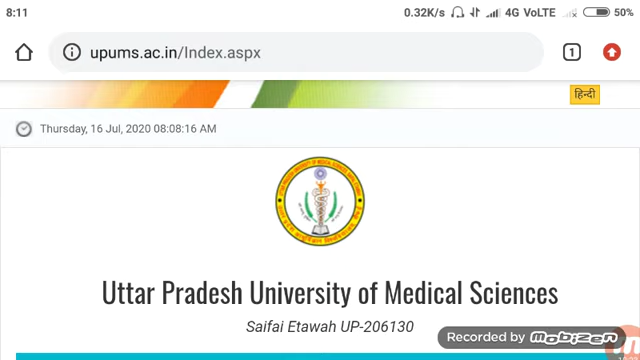 8:11 0.32K/s 4G VoLTE 50%
upums.ac.in/Index.aspx 1
हिन्दी
Thursday, 16 Jul, 2020 08:08:16 AM
Uttar Pradesh University of Medical Sciences
Saifai Etawah UP-206130
Recorded by MOBIZEN